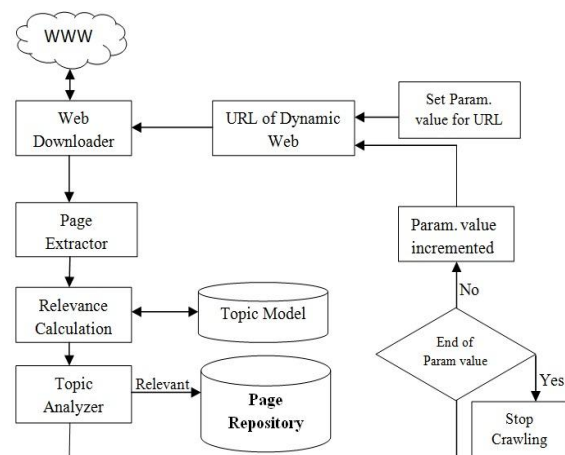 WWW
Web
Downloader
URL of Dynamic
Web
Set Param.
value for URL
Page
Extractor
Param. value
incremented
No
Relevance
Calculation
Topic Model
End of
Param value
Yes
Topic
Analyzer
Relevant
Page
Repository
Stop
Crawling